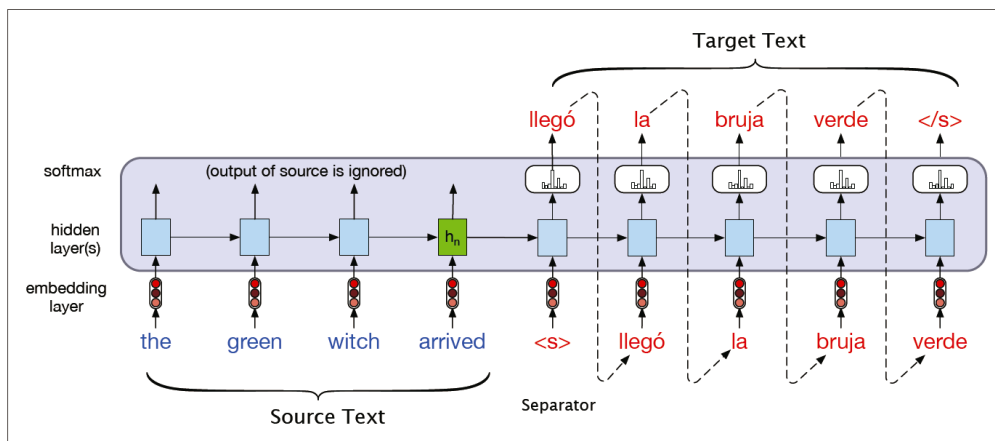 Target Text
llegó la bruja verde </s>
softmax (output of source is ignored)
hidden
layer(s)
hn
embedding
layer
the green witch arrived <s> llegó la bruja verde
Separator
Source Text